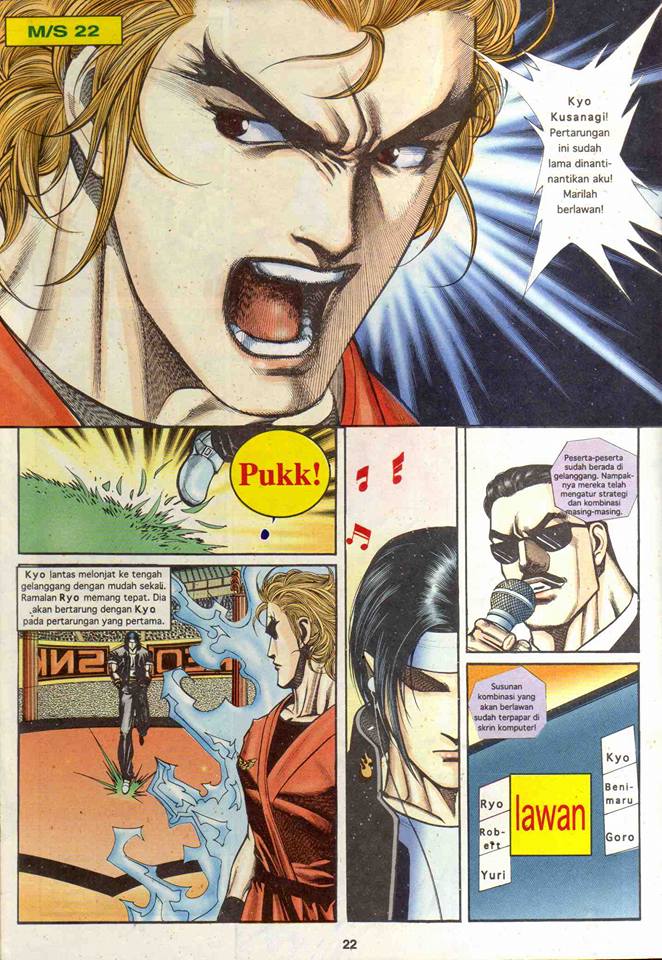 M/S 22
Kyo
Kusanagi!
Pertarungan
ini sudah
lama dinanti-
nantikan aku!
Marilah
berlawan!
Pukk!
Kyo lantas melonjat ke tengah
gelanggang dengan mudah sekali.
Ramalan Ryo memang tepat. Dia
akan bertarung dengan Kyo
pada pertarungan yang pertama.
Peserta-peserta
sudah berada di
gelanggang. Nampak-
nya mereka telah
mengatur strategi
dan kombinasi
masing-masing.
Susunan
kombinasi yang
akan berlawan
sudah terpapar di
skrin komputer!
Ryo
Rob-
ert
Yuri
lawan
Kyo
Beni-
maru
Goro
22